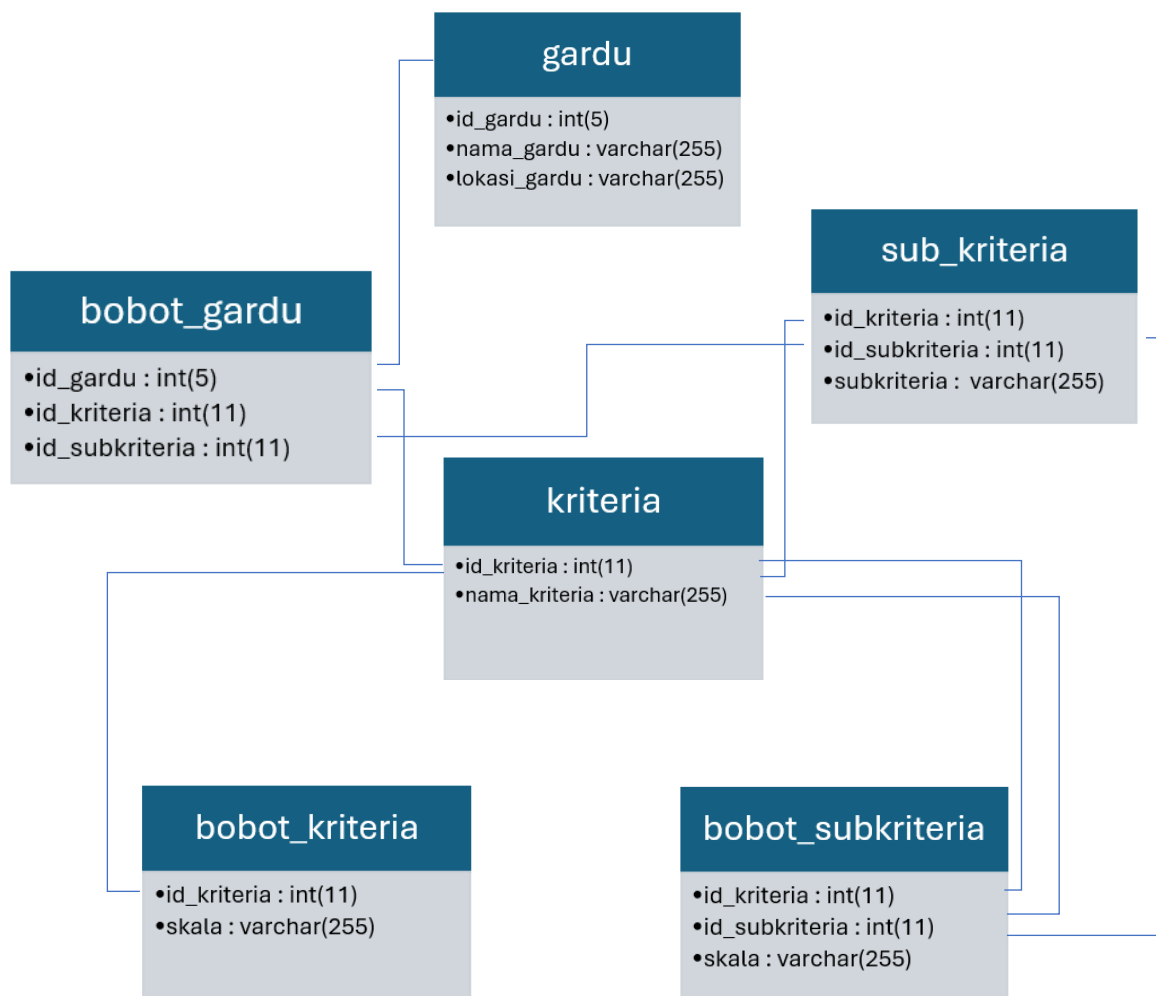 gardu
•id_gardu : int(5)
•nama_gardu : varchar(255)
•lokasi_gardu : varchar(255)
sub_kriteria
•id_kriteria : int(11)
•id_subkriteria : int(11)
•subkriteria :  varchar(255)
bobot_gardu
•id_gardu : int(5)
•id_kriteria : int(11)
•id_subkriteria : int(11)
kriteria
•id_kriteria : int(11)
•nama_kriteria : varchar(255)
bobot_kriteria
•id_kriteria : int(11)
•skala : varchar(255)
bobot_subkriteria
•id_kriteria : int(11)
•id_subkriteria : int(11)
•skala : varchar(255)